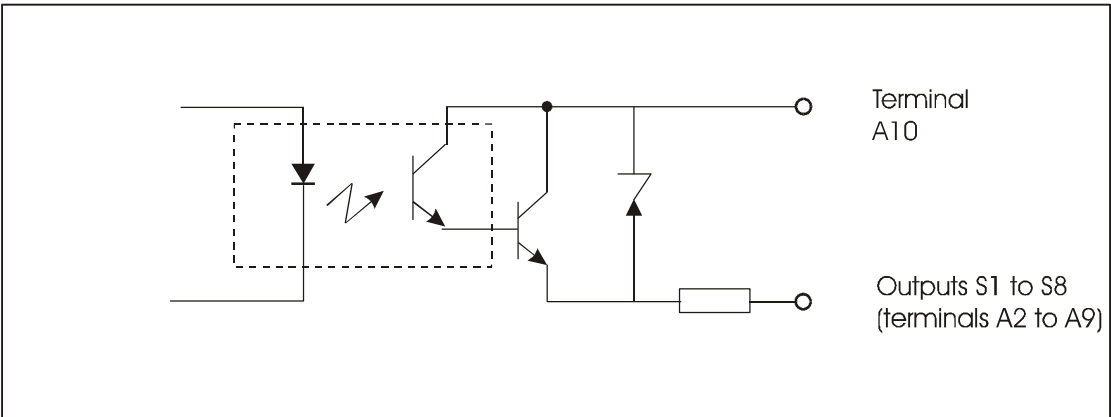 Terminal
A10
Outputs S1 to S8
(terminals A2 to A9)